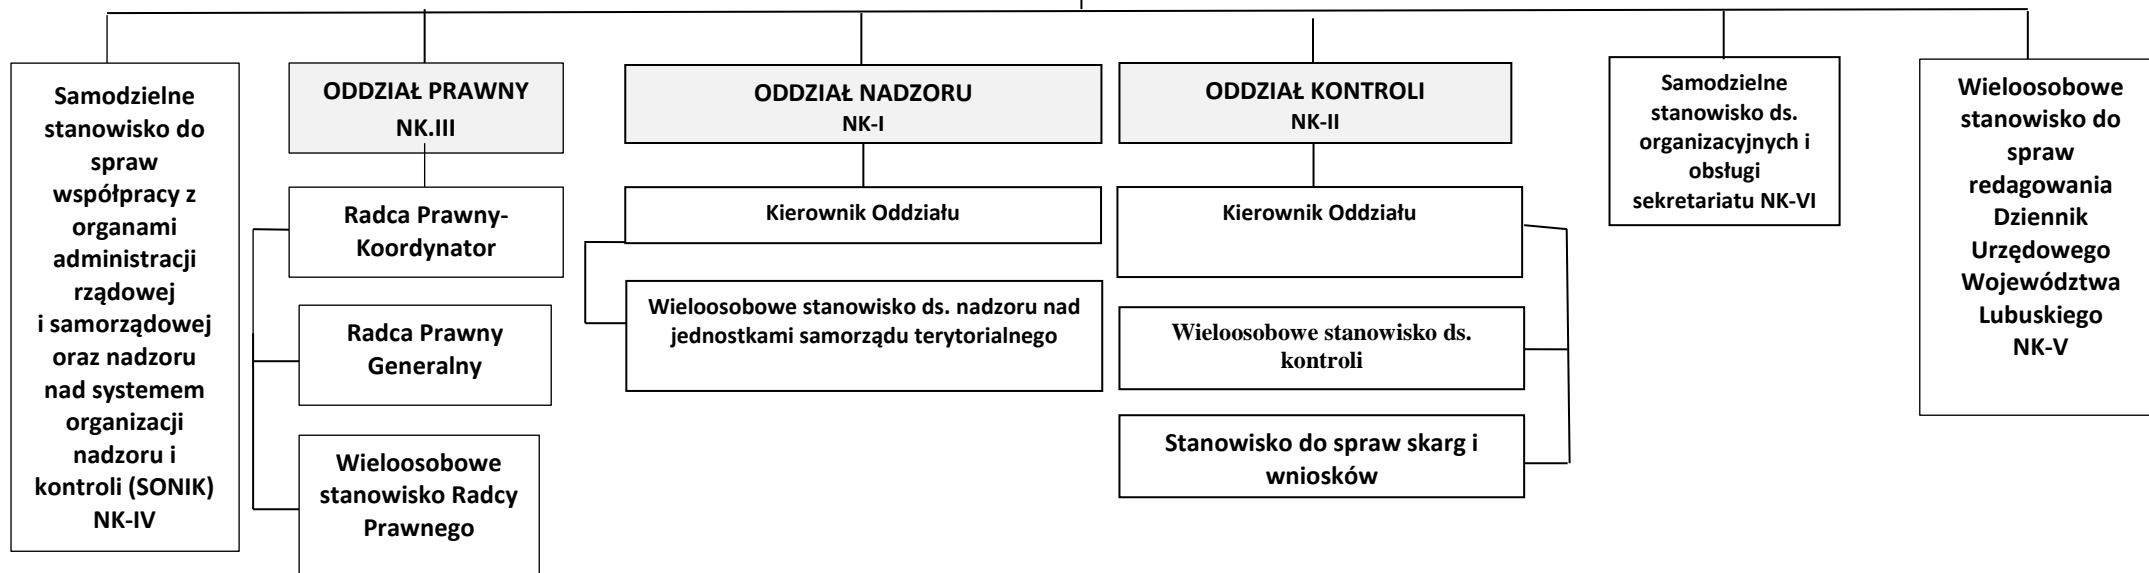 Samodzielne
stanowisko do
spraw
współpracy z
organami
administracji
rządowej
i samorządowej
oraz nadzoru
nad systemem
organizacji
nadzoru i
kontroli (SONIK)
NK-IV
ODDZIAŁ PRAWNY
NK.III
Radca Prawny-
Koordynator
Radca Prawny
Generalny
Wieloosobowe
stanowisko Radcy
Prawnego
ODDZIAŁ NADZORU
NK-I
Kierownik Oddziału
Wieloosobowe stanowisko ds. nadzoru nad
jednostkami samorządu terytorialnego
ODDZIAŁ KONTROLI
NK-II
Kierownik Oddziału
Wieloosobowe stanowisko ds.
kontroli
Stanowisko do spraw skarg i
wniosków
Samodzielne
stanowisko ds.
organizacyjnych i
obsługi
sekretariatu NK-VI
Wieloosobowe
stanowisko do
spraw
redagowania
Dziennik
Urzędowego
Województwa
Lubuskiego
NK-V